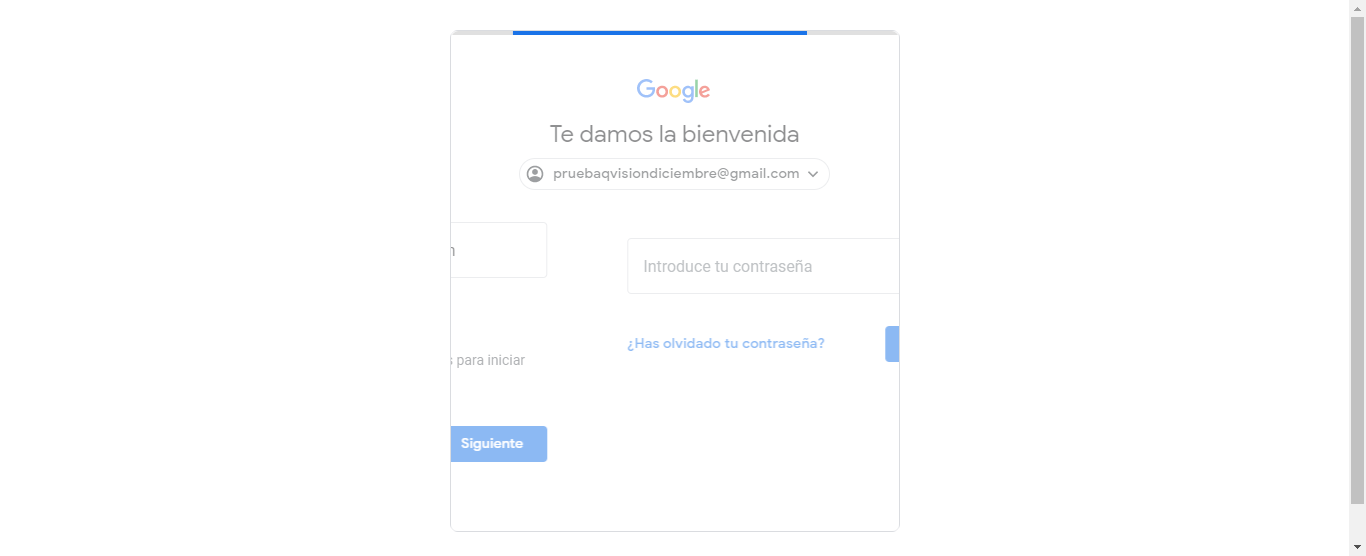 Google
Te damos la bienvenida
pruebaqvisiondiciembre@gmail.com
Introduce tu contraseña
¿Has olvidado tu contraseña?
para iniciar
Siguiente